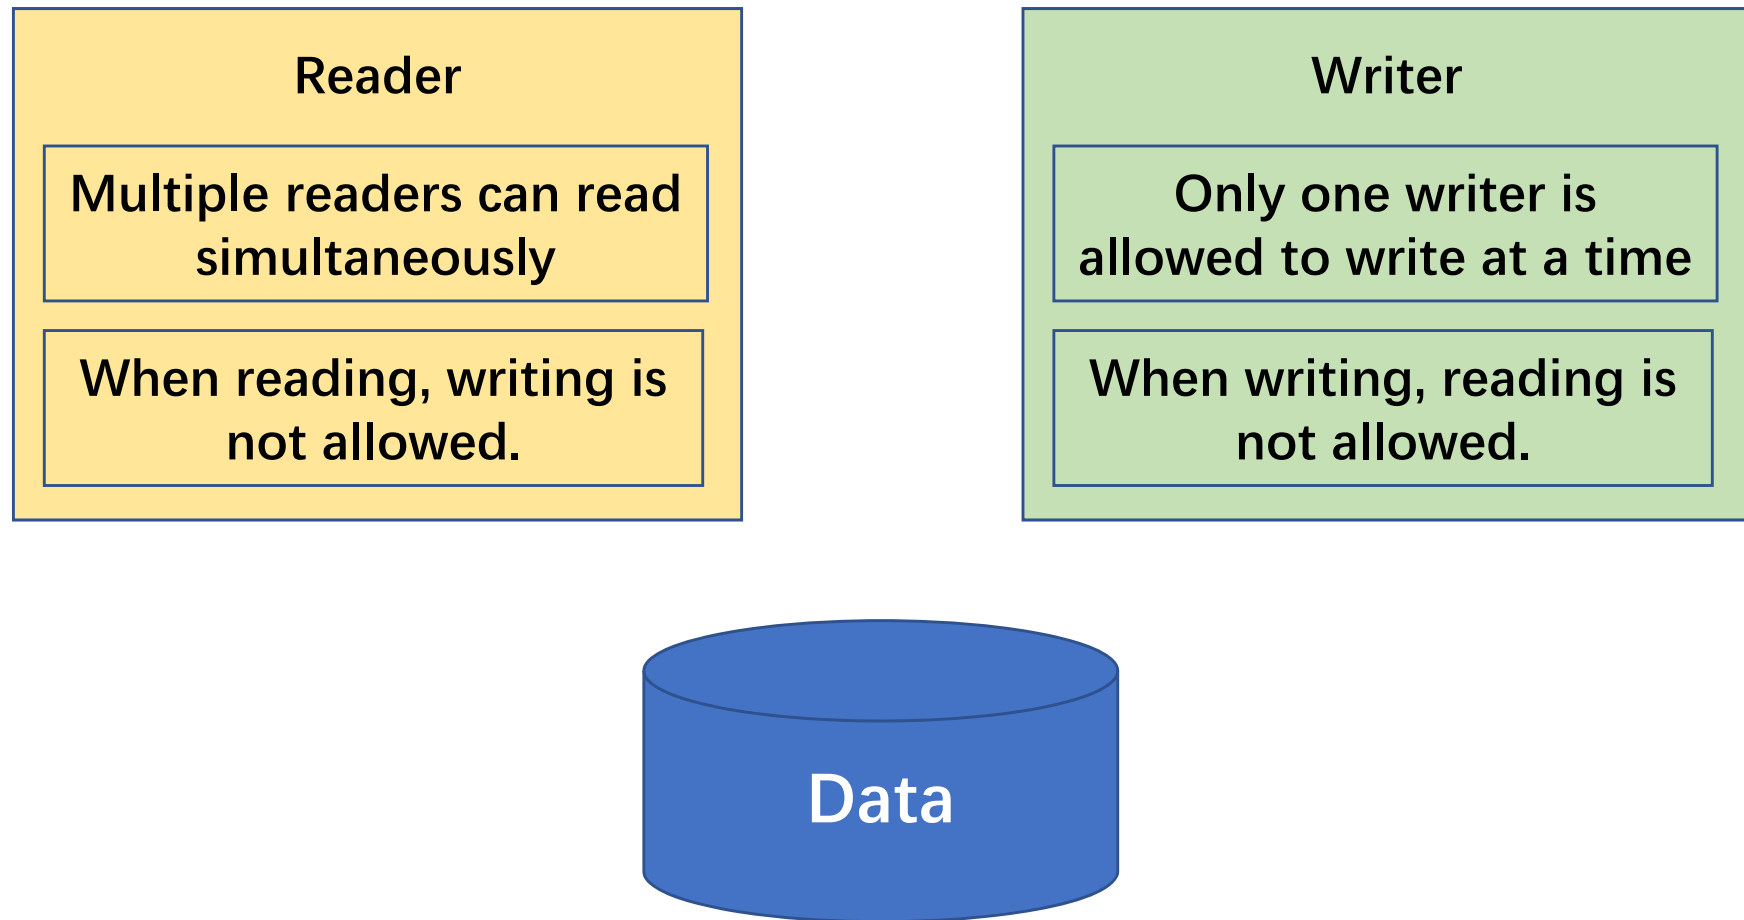 Reader
Multiple readers can read
simultaneously
When reading, writing is
not allowed.
Writer
Only one writer is
allowed to write at a time
When writing, reading is
not allowed.
Data